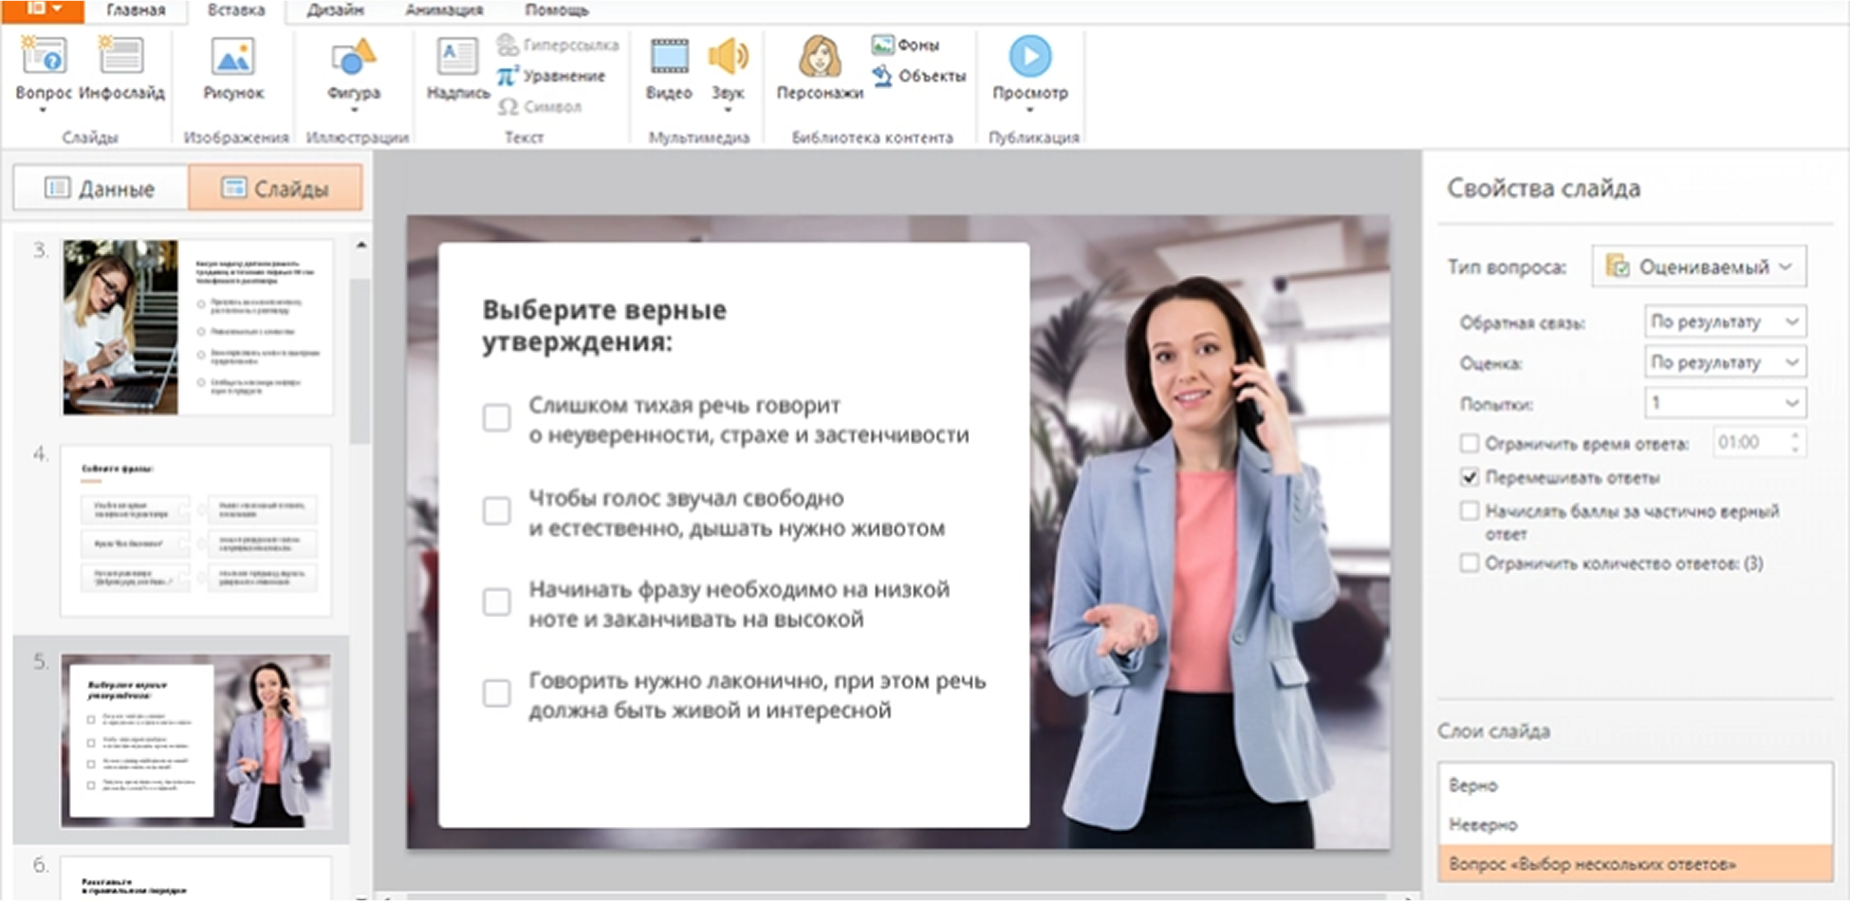 Главная Вставка Дизайн Анимация Помощь
Вопрос Инфослайд
Слайды
Рисунок
Изображения
Фигура
Иллюстрации
Надпись
Гиперссылка
Уравнение
Символ
Текст
Видео Звук
Мультимедиа
Персонажи
Фоны
Объекты
Библиотека контента
Просмотр
Публикация
Данные Слайды
3.
4.
Соедините фразы:
5.
Выберите верные
утверждения:
6.
Расставьте
в правильном порядке
Выберите верные
утверждения:
Слишком тихая речь говорит
о неуверенности, страхе и застенчивости
Чтобы голос звучал свободно
и естественно, дышать нужно животом
Начинать фразу необходимо на низкой
ноте и заканчивать на высокой
Говорить нужно лаконично, при этом речь
должна быть живой и интересной
Свойства слайда
Тип вопроса: Оцениваемый
Обратная связь: По результату
Оценка: По результату
Попытки: 1
Ограничить время ответа: 01:00
Перемешивать ответы
Начислять баллы за частично верный
ответ
Ограничить количество ответов: (3)
Слои слайда
Верно
Неверно
Вопрос «Выбор нескольких ответов»